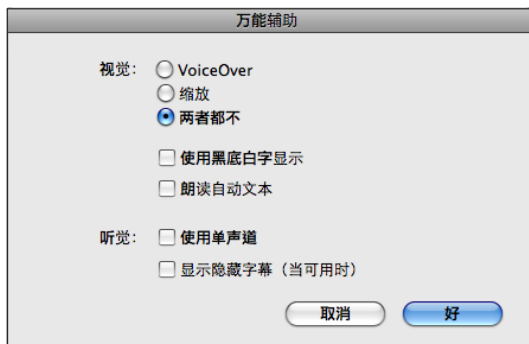 万能辅助
视觉： VoiceOver
缩放
两者都不
使用黑底白字显示
朗读自动文本
听觉： 使用单声道
显示隐藏字幕（当可用时）
取消 好